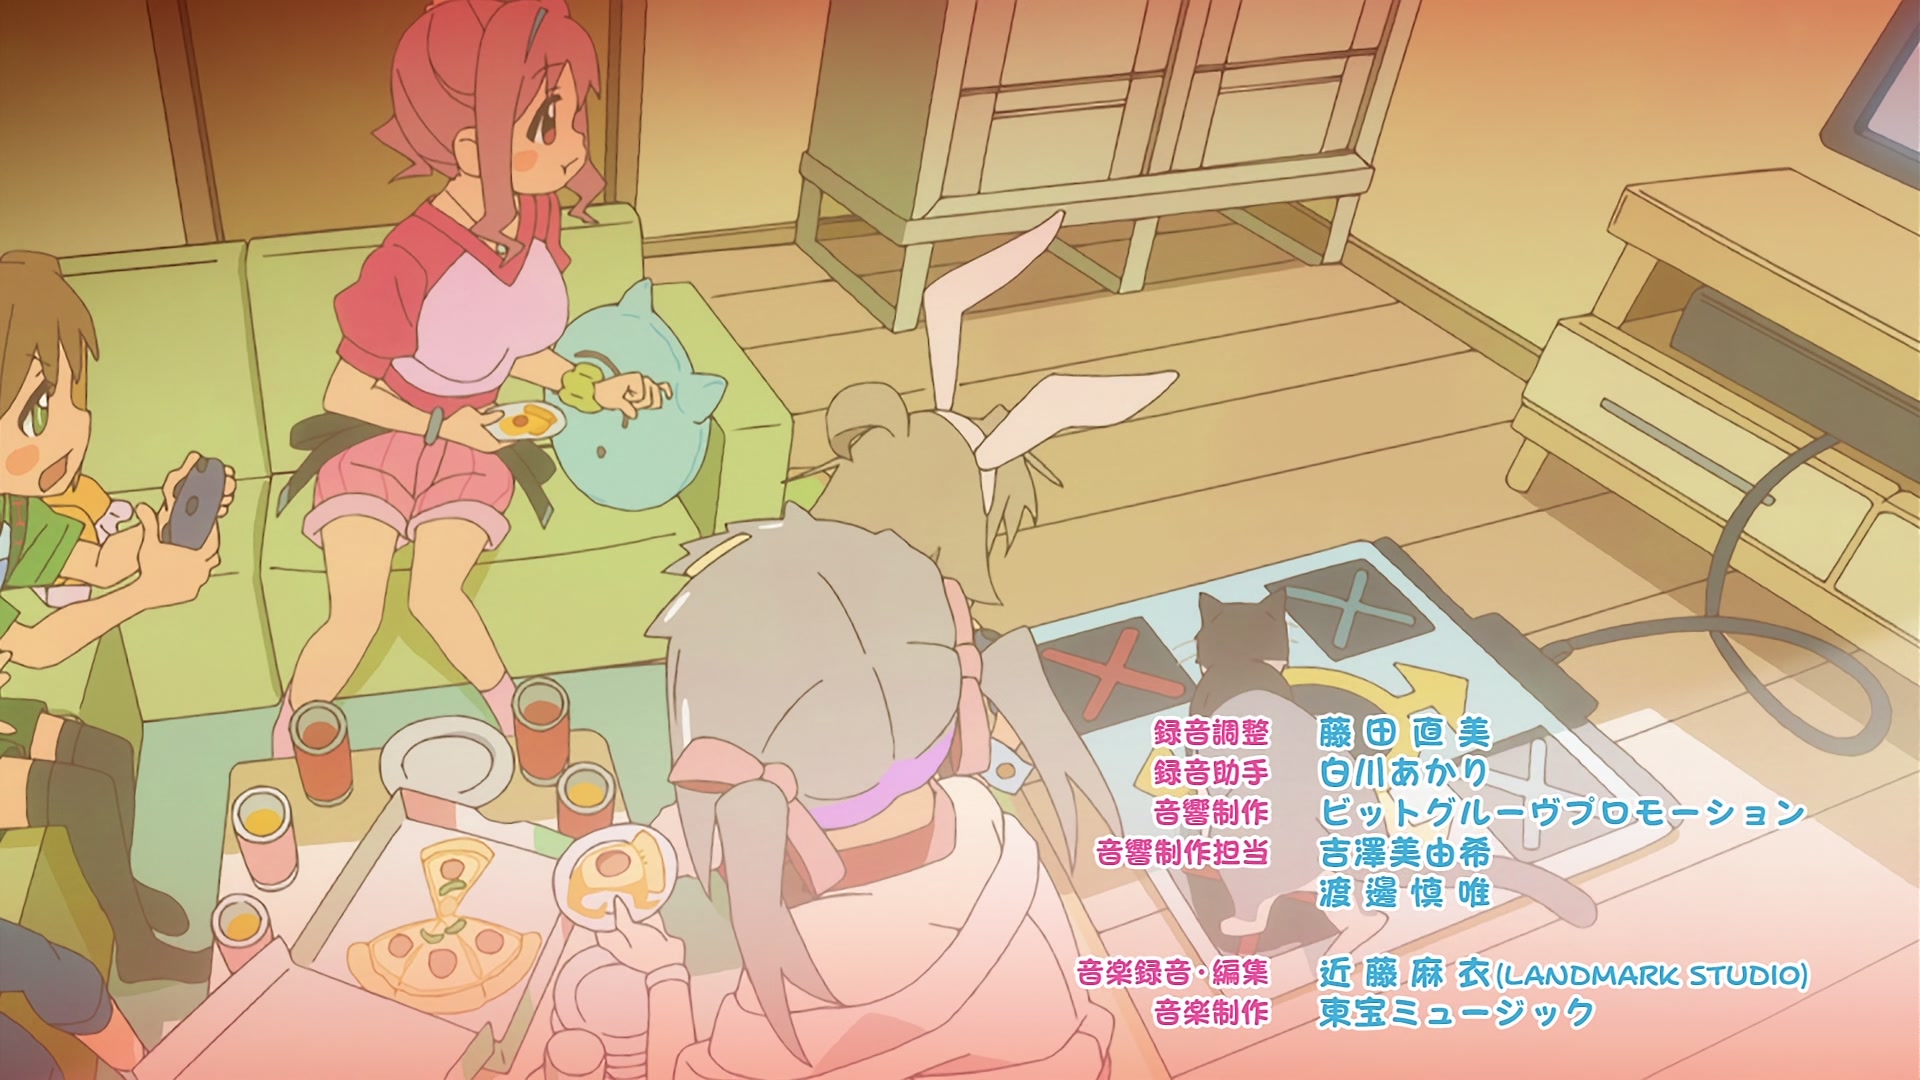 録音調整 藤田直美
録音助手 白川あかり
音響制作 ビットグルーヴプロモーション
音響制作担当 吉澤美由希
渡邊慎唯
音楽録音・編集 近藤麻衣(LANDMARK STUDIO)
音楽制作 東宝ミュージック